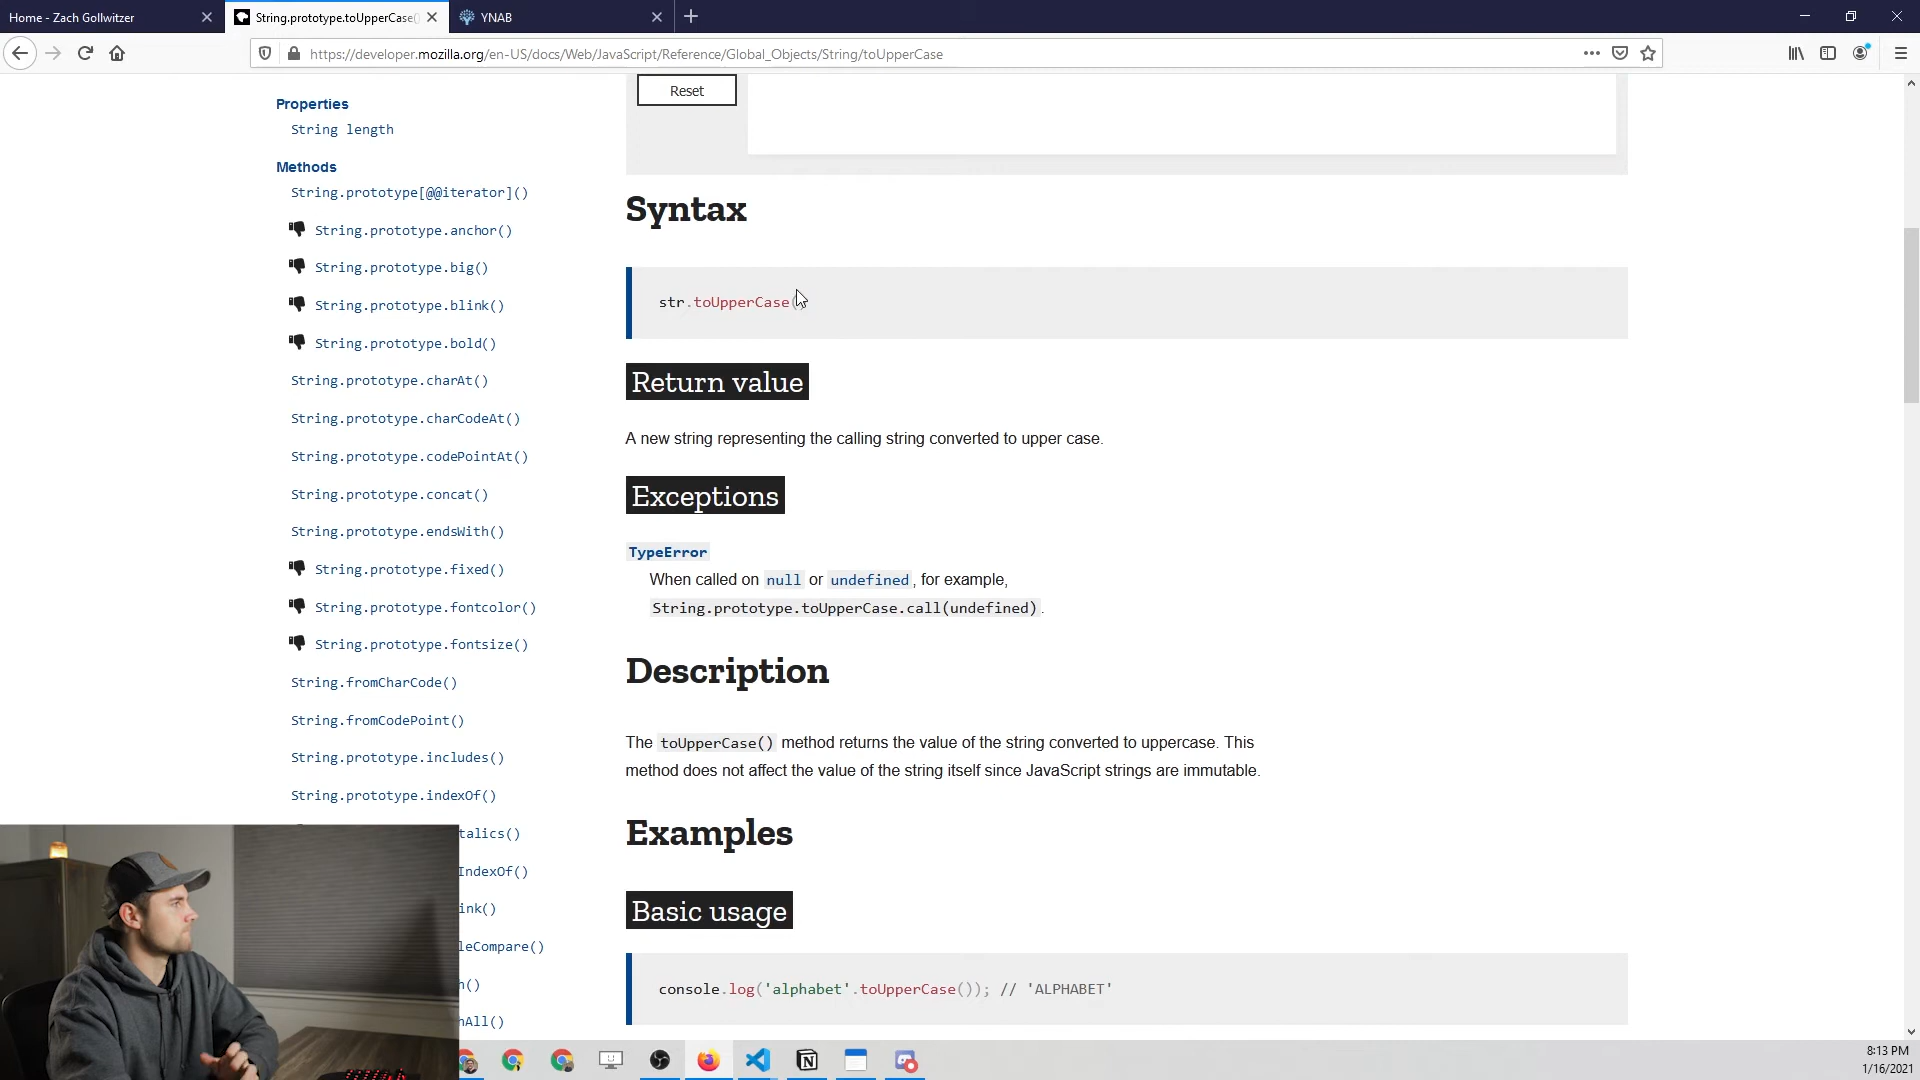 Home - Zach Gollwitzer
String.prototype.toUpperCase()
YNAB
https://developer.mozilla.org/en-US/docs/Web/JavaScript/Reference/Global_Objects/String/toUpperCase
Properties
String length
Methods
String.prototype[@@iterator]()
String.prototype.anchor()
String.prototype.big()
String.prototype.blink()
String.prototype.bold()
String.prototype.charAt()
String.prototype.charCodeAt()
String.prototype.codePointAt()
String.prototype.concat()
String.prototype.endsWith()
String.prototype.fixed()
String.prototype.fontcolor()
String.prototype.fontsize()
String.fromCharCode()
String.fromCodePoint()
String.prototype.includes()
String.prototype.indexOf()
talics()
IndexOf()
ink()
leCompare()
h()
hAll()
Reset
Syntax
str.toUpperCase()
Return value
A new string representing the calling string converted to upper case.
Exceptions
TypeError
When called on null or undefined, for example,
String.prototype.toUpperCase.call(undefined).
Description
The toUpperCase() method returns the value of the string converted to uppercase. This
method does not affect the value of the string itself since JavaScript strings are immutable.
Examples
Basic usage
console.log('alphabet'.toUpperCase()); // 'ALPHABET'
8:13 PM
1/16/2021